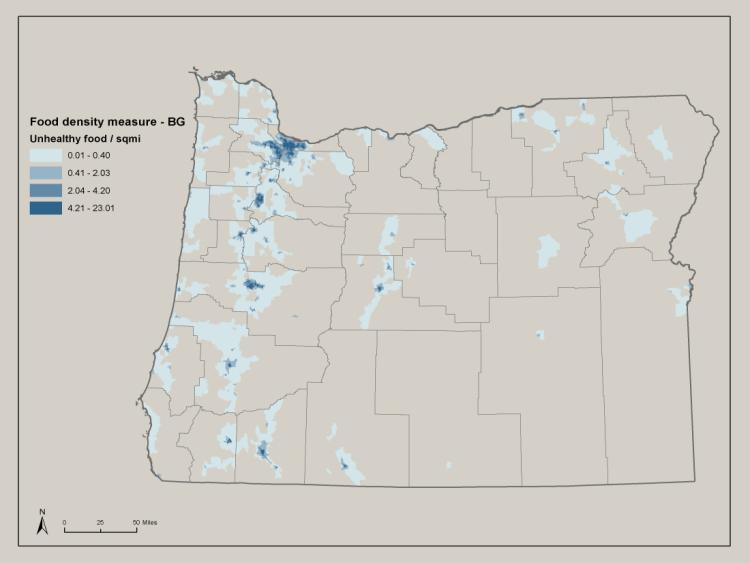 Food density measure - BG
Unhealthy food / sqmi
0.01 - 0.40
0.41 - 2.03
2.04 - 4.20
4.21 - 23.01
N
0 25 50 Miles